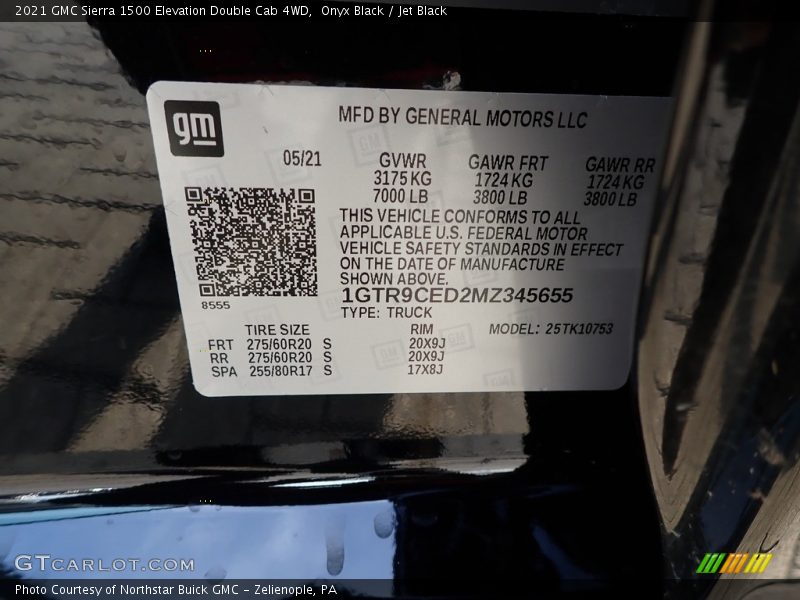 2021 GMC Sierra 1500 Elevation Double Cab 4WD,  Onyx Black / Jet Black
gm
MFD BY GENERAL MOTORS LLC
05/21
GVWR GAWR FRT GAWR RR
3175 KG 1724 KG 1724 KG
7000 LB 3800 LB 3800 LB
THIS VEHICLE CONFORMS TO ALL
APPLICABLE U.S. FEDERAL MOTOR
VEHICLE SAFETY STANDARDS IN EFFECT
ON THE DATE OF MANUFACTURE
SHOWN ABOVE.
1GTR9CED2MZ345655
TYPE: TRUCK
8555
TIRE SIZE RIM MODEL: 25TK10753
FRT 275/60R20 S 20X9J
RR 275/60R20 S 20X9J
SPA 255/80R17 S 17X8J
GTCARLOT.COM
Photo Courtesy of Northstar Buick GMC - Zelienople, PA